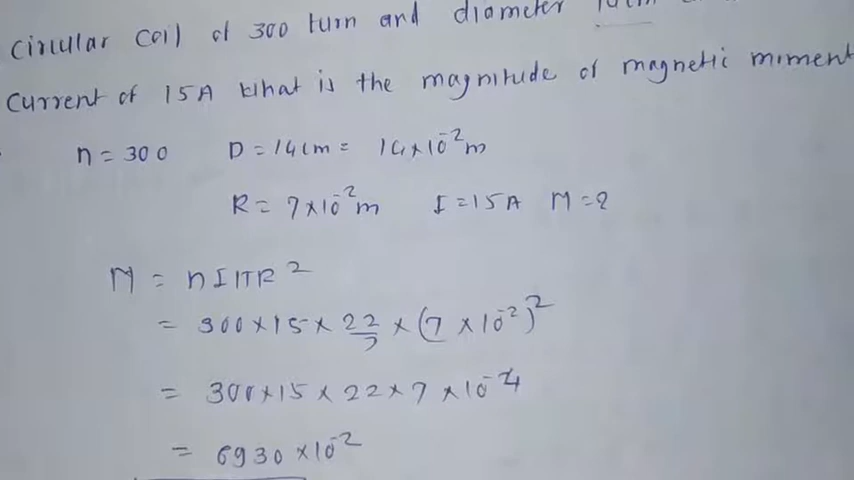 Circular coil of 300 turn and diameter
Current of 15A What is the magnitude of magnetic moment
n = 300 D = 14cm = 14×10⁻²m
R = 7×10⁻²m I = 15A M = ?
M = nIπR²
= 300×15×22/7×(7×10⁻²)²
= 300×15×22×7×10⁻⁴
= 6930×10⁻²